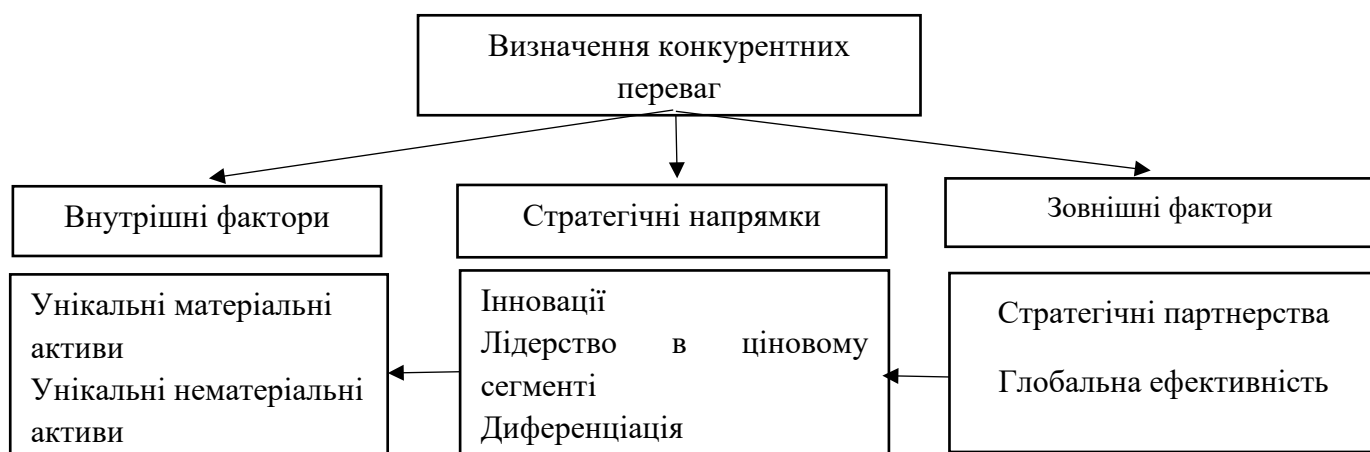 Визначення конкурентних
переваг
Внутрішні фактори
Стратегічні напрямки
Зовнішні фактори
Унікальні матеріальні
активи
Унікальні нематеріальні
активи
Інновації
Лідерство в ціновому
сегменті
Диференціація
Стратегічні партнерства
Глобальна ефективність